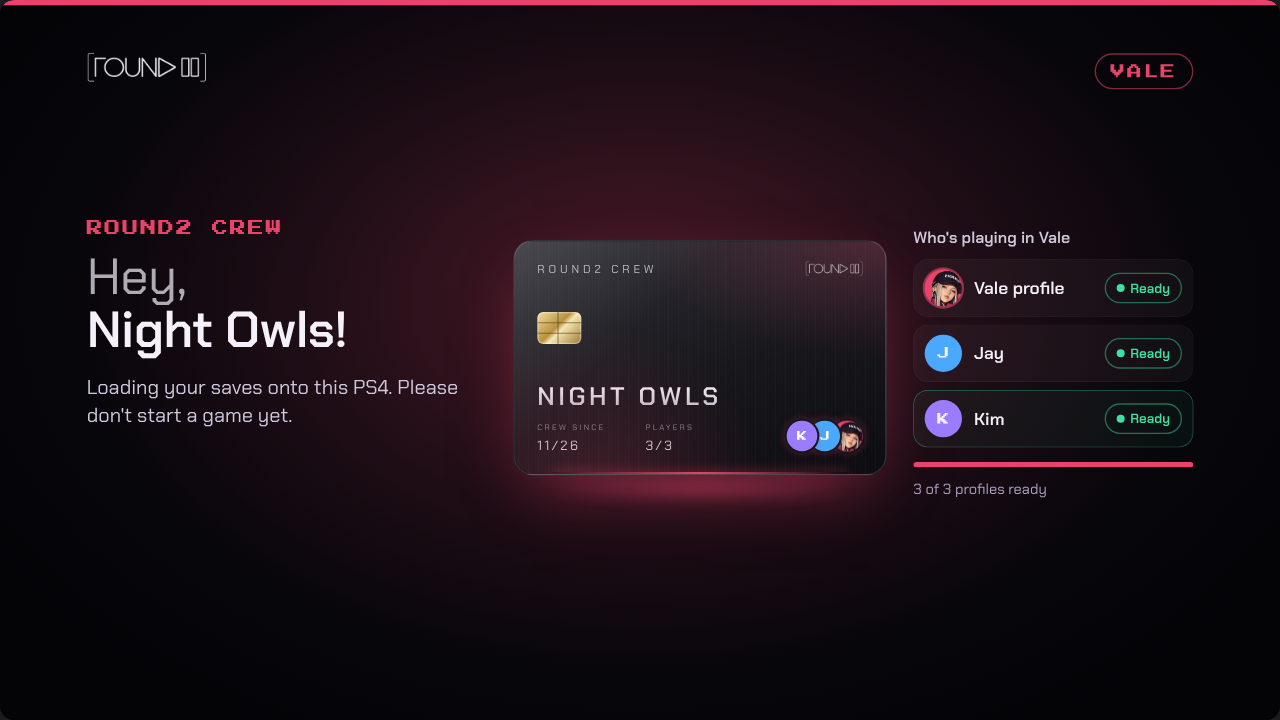 ROUND
VALE
ROUND2 CREW
Hey,
Night Owls!
Loading your saves onto this PS4. Please
don't start a game yet.
ROUND2 CREW
ROUND
NIGHT OWLS
CREW SINCE
PLAYERS
11/26
3/3
K
J
Who's playing in Vale
Vale profile
Ready
J
Jay
Ready
K
Kim
Ready
3 of 3 profiles ready